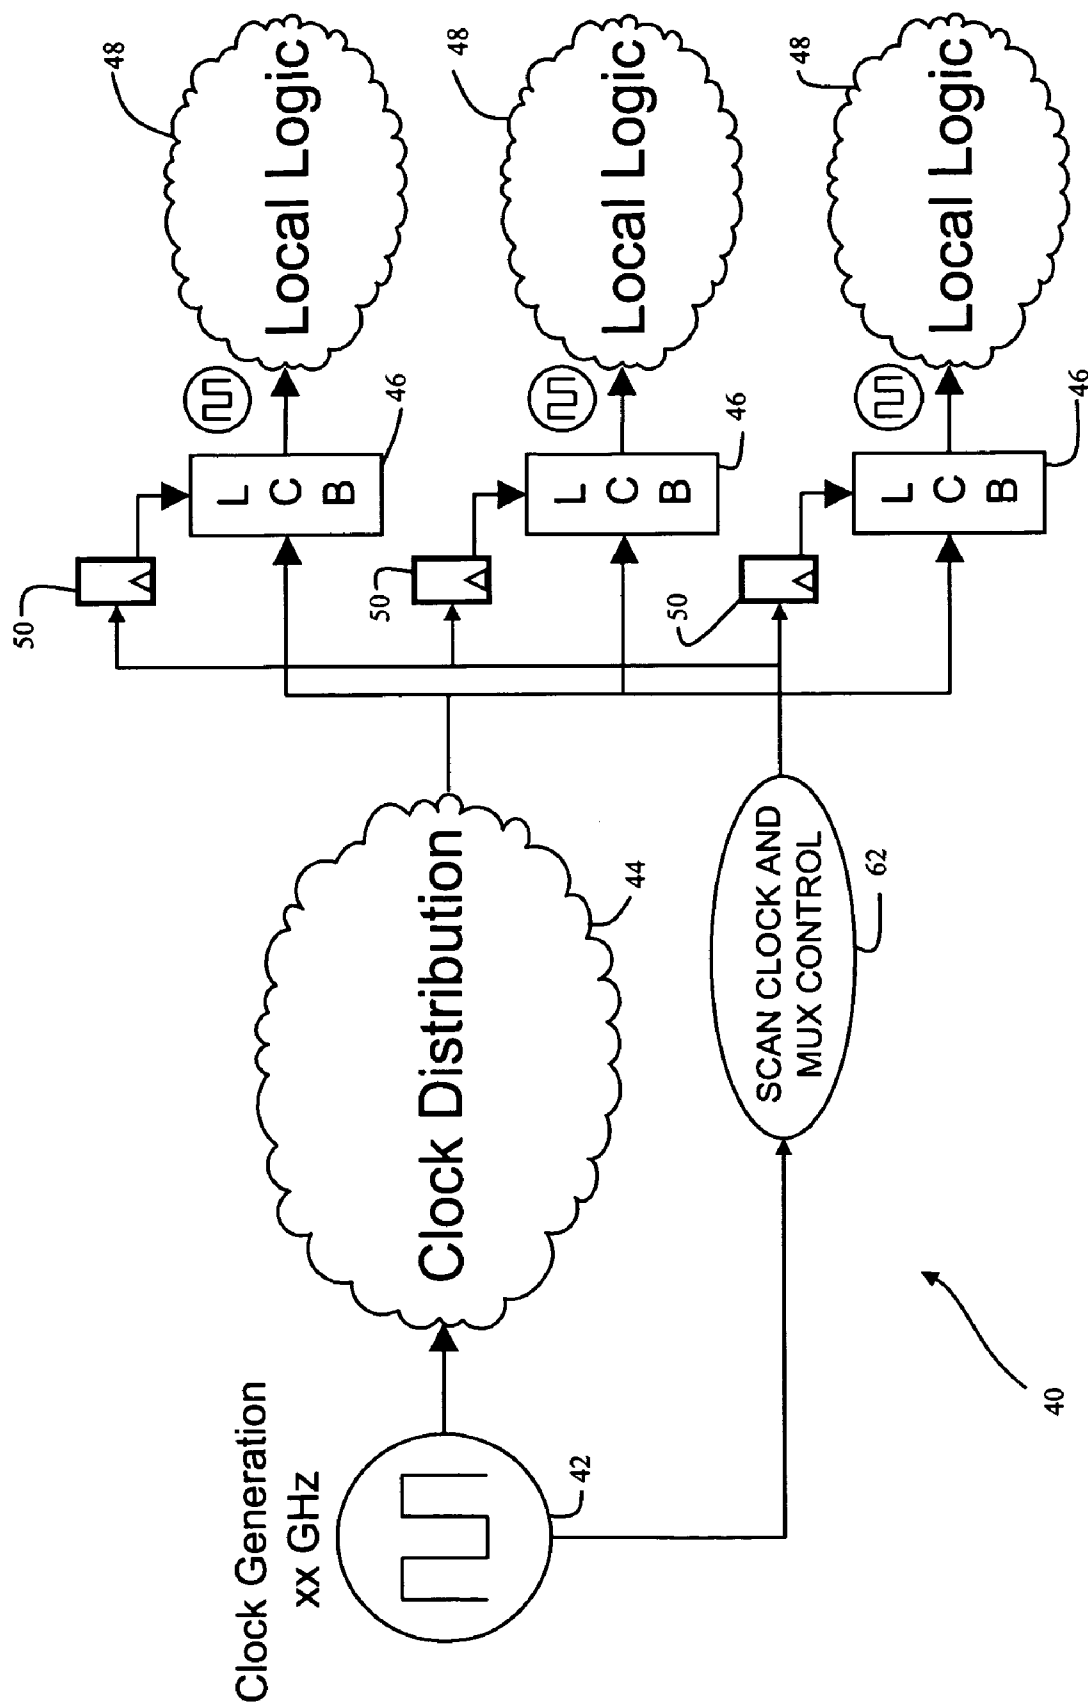 Clock Generation
xx GHz
42
Clock Distribution
44
SCAN CLOCK AND
MUX CONTROL
62
40
50
L
C
B
46
Local Logic
48
50
L
C
B
46
Local Logic
48
50
L
C
B
46
Local Logic
48